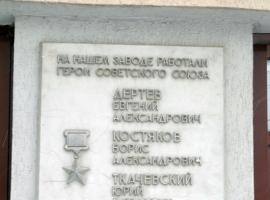 НА НАШЕМ ЗАВОДЕ РАБОТАЛИ
ГЕРОИ СОВЕТСКОГО СОЮЗА
ДЕРТЕВ
ЕВГЕНИЙ
АЛЕКСАНДРОВИЧ
КОСТЯКОВ
БОРИС
АЛЕКСАНДРОВИЧ
ТКАЧЕВСКИЙ
ЮРИЙ